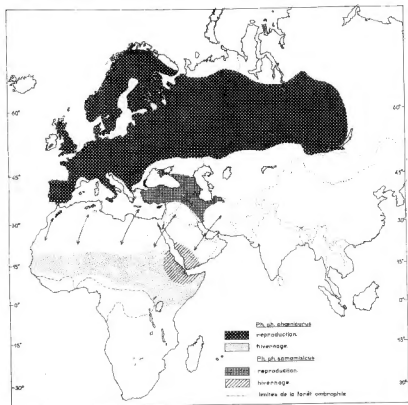 60°
60°
45°
45°
30°
15°
15°
0°
0°
15°
15°
30°
30°
Ph. ph. phœnicurus
reproduction.
hivernage.
Ph. ph. samamisicus
reproduction
hivernage
limites de la forêt ombrophile